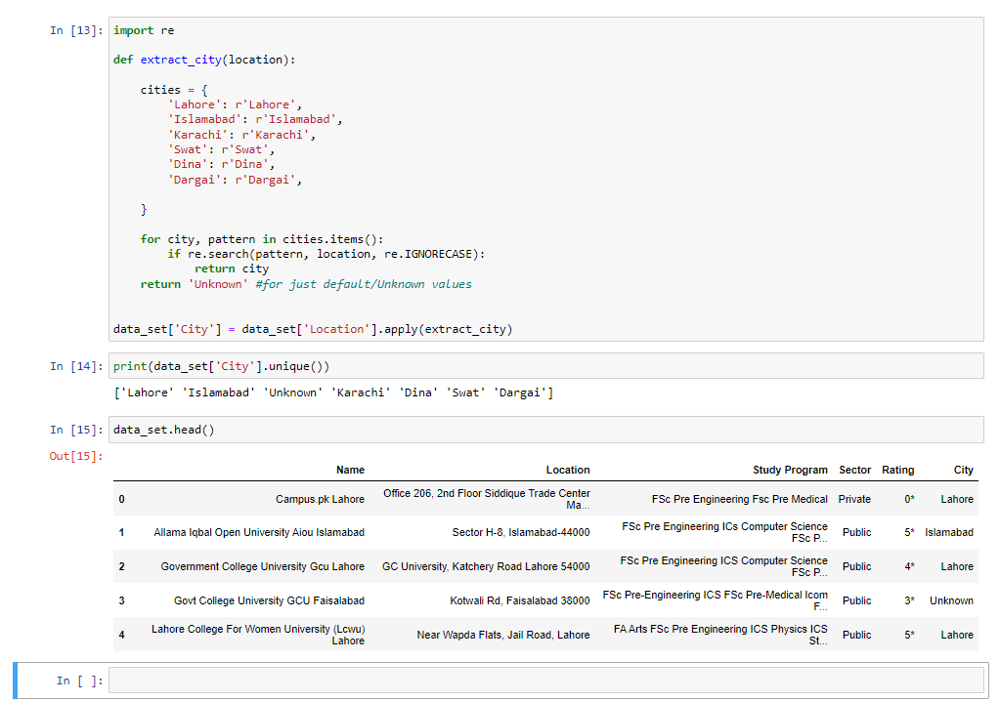 In [13]: import re
def extract_city(location):
cities = {
'Lahore': r'Lahore',
'Islamabad': r'Islamabad',
'Karachi': r'Karachi',
'Swat': r'Swat',
'Dina': r'Dina',
'Dargai': r'Dargai',
}
for city, pattern in cities.items():
if re.search(pattern, location, re.IGNORECASE):
return city
return 'Unknown' #for just default/Unknown values
data_set['City'] = data_set['Location'].apply(extract_city)
In [14]: print(data_set['City'].unique())
['Lahore' 'Islamabad' 'Unknown' 'Karachi' 'Dina' 'Swat' 'Dargai']
In [15]: data_set.head()
Out[15]:
Name Location Study Program Sector Rating City
0 Campus.pk Lahore Office 206, 2nd Floor Siddique Trade Center Ma... FSc Pre Engineering Fsc Pre Medical Private 0* Lahore
1 Allama Iqbal Open University Aiou Islamabad Sector H-8, Islamabad-44000 FSc Pre Engineering ICs Computer Science FSc P... Public 5* Islamabad
2 Government College University Gcu Lahore GC University, Katchery Road Lahore 54000 FSc Pre Engineering ICS Computer Science FSc P... Public 4* Lahore
3 Govt College University GCU Faisalabad Kotwali Rd, Faisalabad 38000 FSc Pre-Engineering ICS FSc Pre-Medical Icom F... Public 3* Unknown
4 Lahore College For Women University (Lcwu) Lahore Near Wapda Flats, Jail Road, Lahore FA Arts FSc Pre Engineering ICS Physics ICS St... Public 5* Lahore
In [ ]: